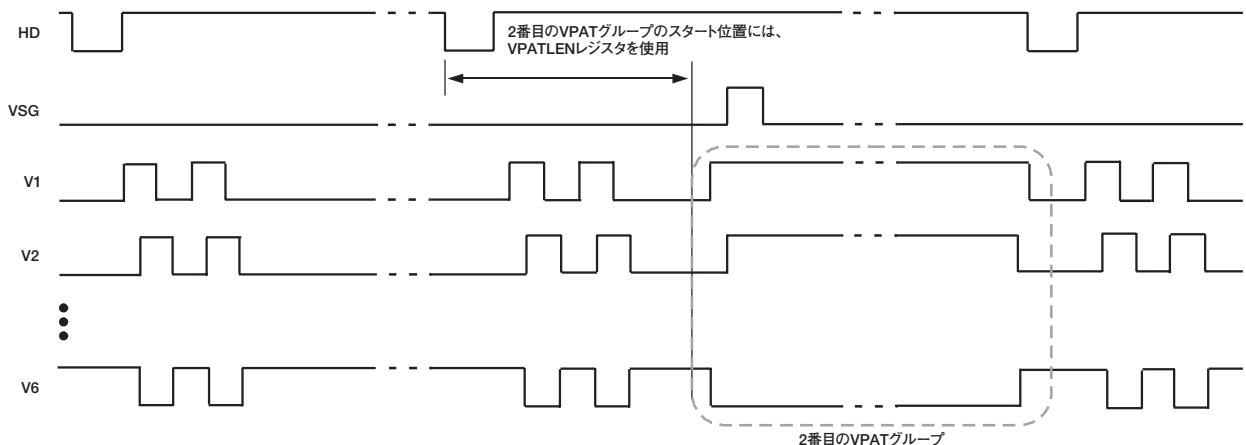 HD
2番目のVPATグループのスタート位置には、
VPATLENレジスタを使用
VSG
V1
V2
V6
2番目のVPATグループ